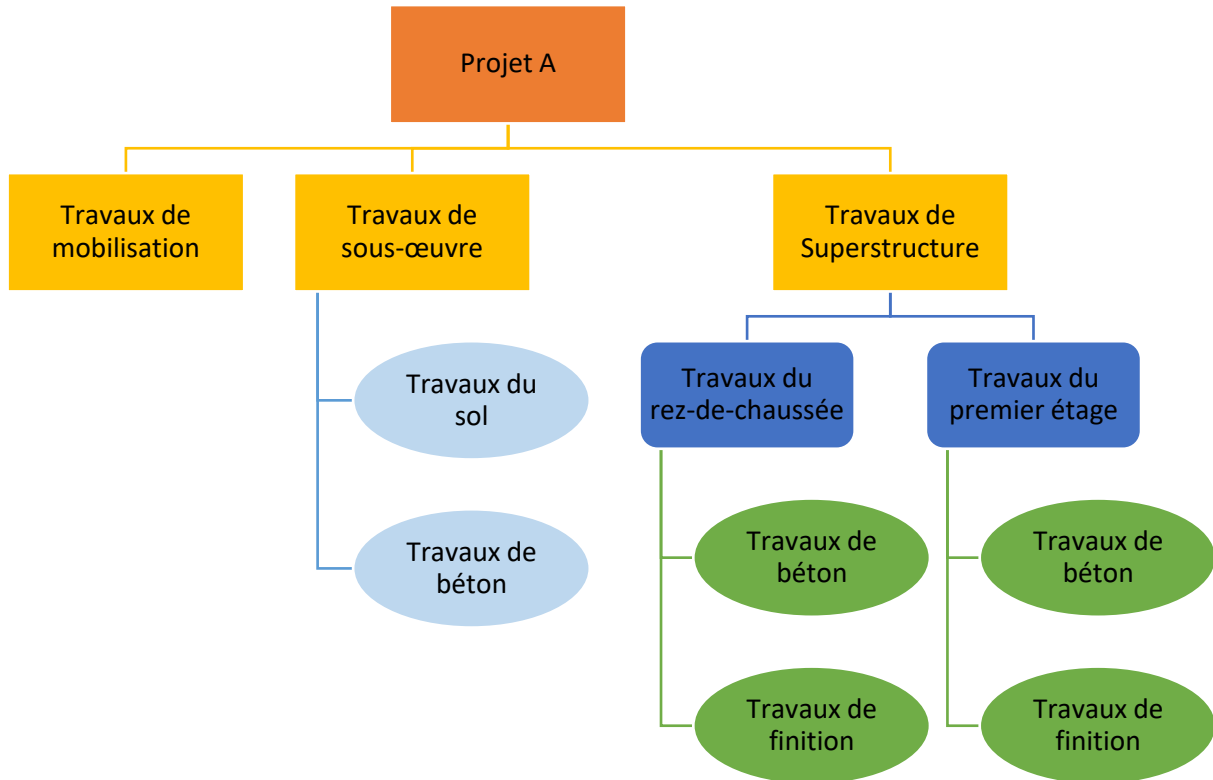 Projet A
Travaux de
mobilisation
Travaux de
sous-œuvre
Travaux de
Superstructure
Travaux du
sol
Travaux de
béton
Travaux du
rez-de-chaussée
Travaux du
premier étage
Travaux de
béton
Travaux de
finition
Travaux de
béton
Travaux de
finition